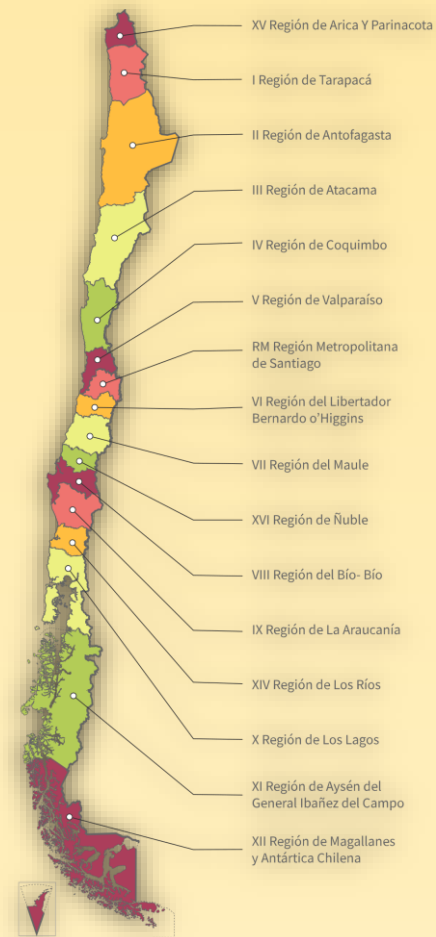 XV Región de Arica Y Parinacota
I Región de Tarapacá
II Región de Antofagasta
III Región de Atacama
IV Región de Coquimbo
V Región de Valparaíso
RM Región Metropolitana
de Santiago
VI Región del Libertador
Bernardo o'Higgins
VII Región del Maule
XVI Región de Ñuble
VIII Región del Bío- Bío
IX Región de La Araucanía
XIV Región de Los Ríos
X Región de Los Lagos
XI Región de Aysén del
General Ibañez del Campo
XII Región de Magallanes
y Antártica Chilena